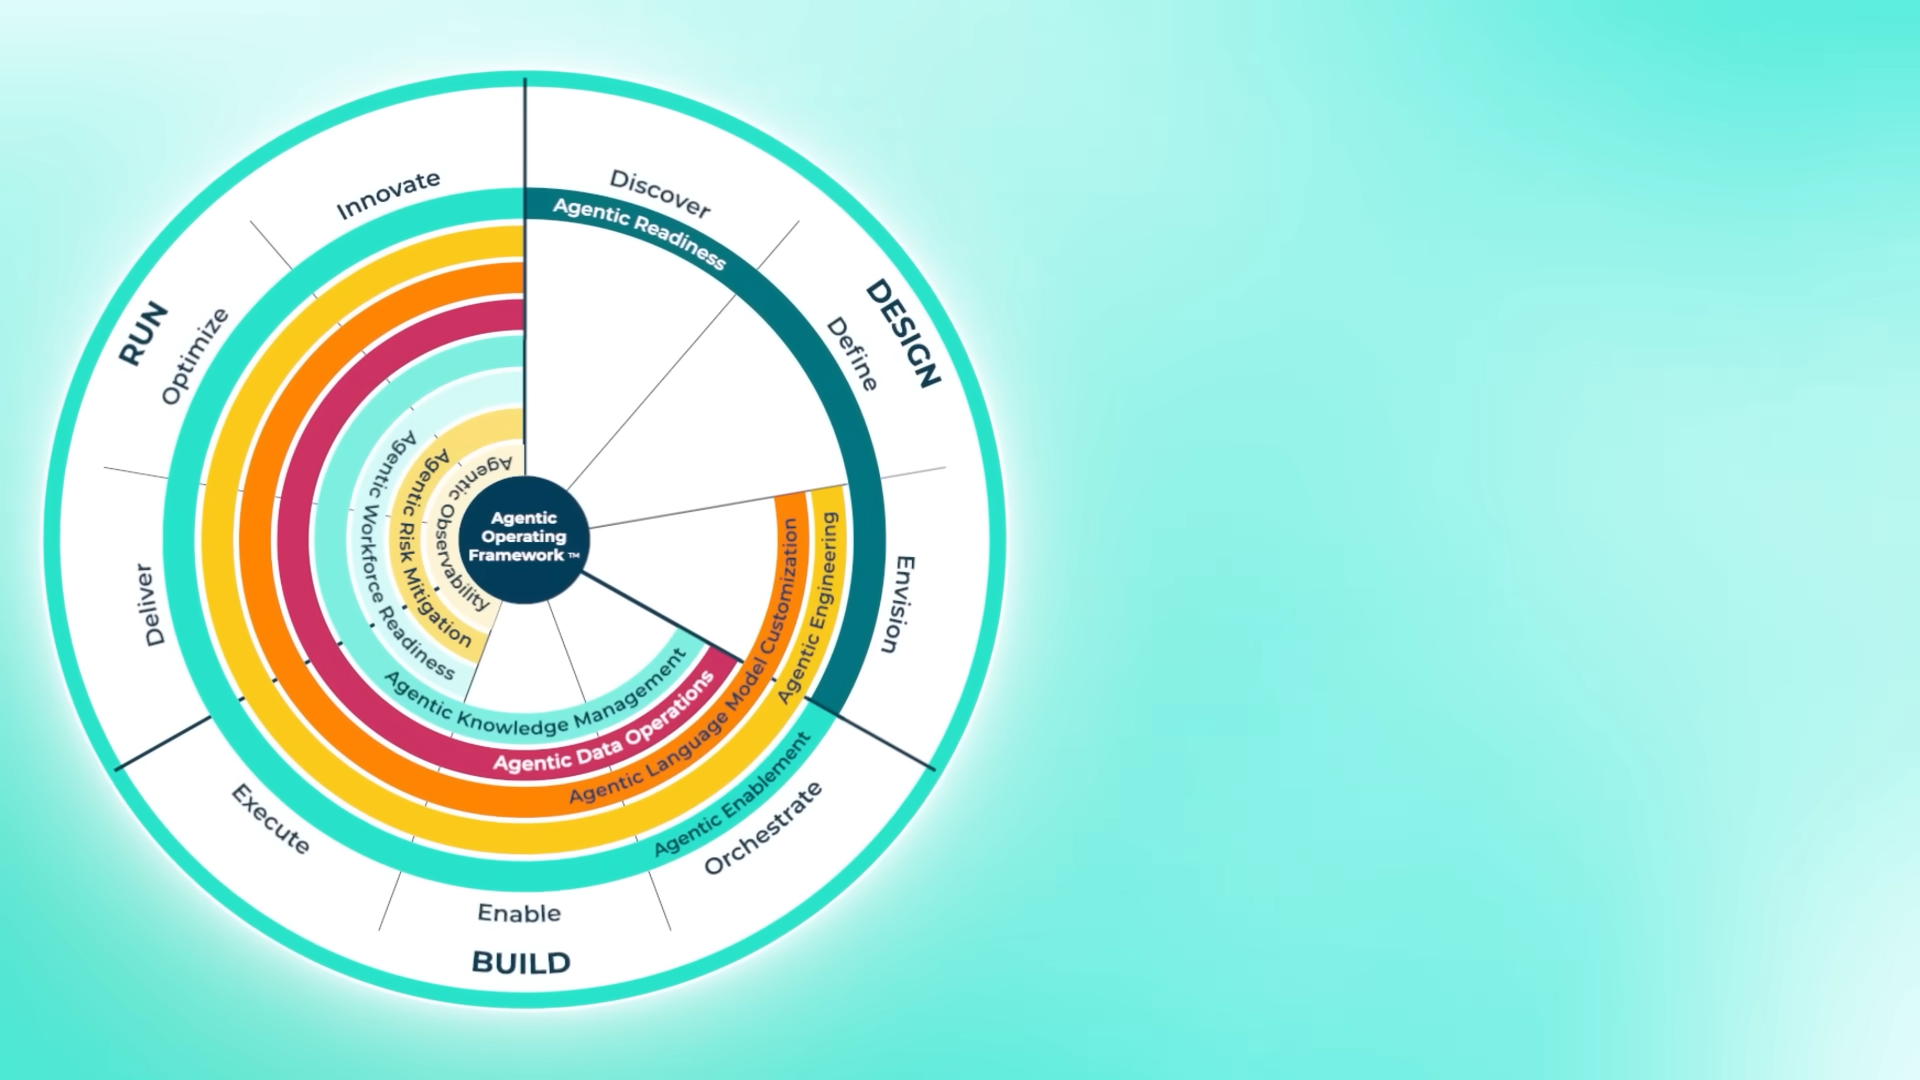 Agentic
Operating
Framework ™
DESIGN
Discover
Define
Envision
BUILD
Orchestrate
Enable
Execute
RUN
Deliver
Optimize
Innovate
Agentic Readiness
Agentic Enablement
Agentic Engineering
Agentic Language Model Customization
Agentic Data Operations
Agentic Knowledge Management
Agentic Workforce Readiness
Agentic Risk Mitigation
Agentic Observability